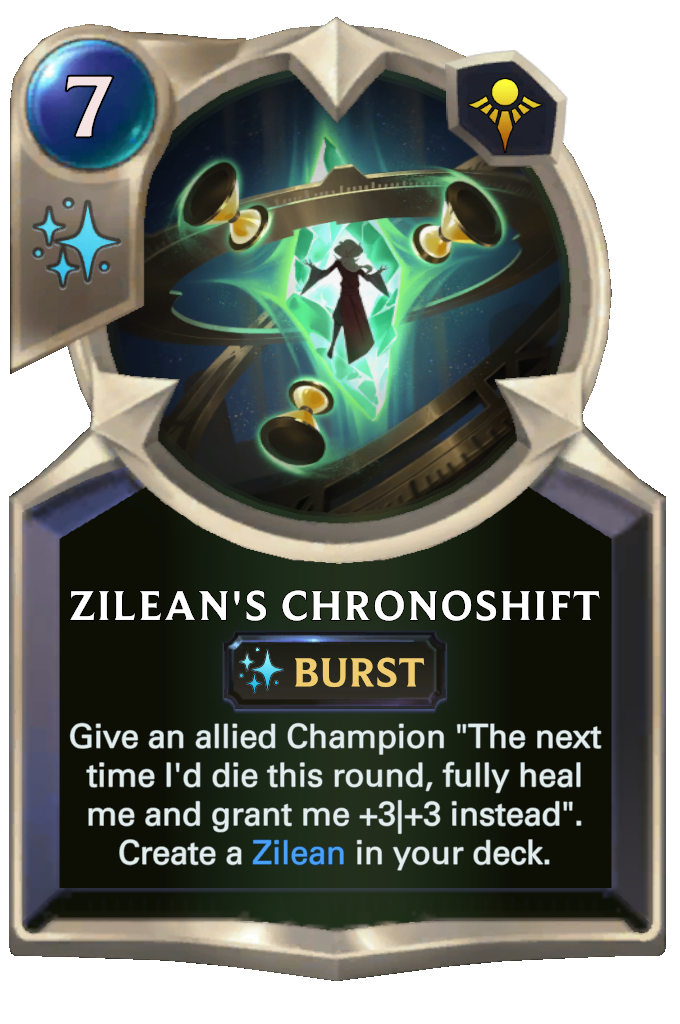 7
ZILEAN'S CHRONOSHIFT
BURST
Give an allied Champion "The next
time I'd die this round, fully heal
me and grant me +3|+3 instead".
Create a Zilean in your deck.